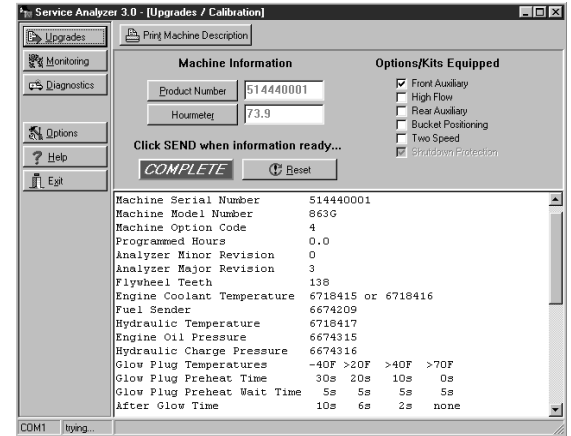 Service Analyzer 3.0 - [Upgrades / Calibration]
Upgrades
Print Machine Description
Monitoring
Diagnostics
Options
Help
Exit
Machine Information
Product Number 514440001
Hourmeter 73.9
Click SEND when information ready...
COMPLETE Reset
Options/Kits Equipped
Front Auxiliary
High Flow
Rear Auxiliary
Bucket Positioning
Two Speed
Shutdown Protection
Machine Serial Number 514440001
Machine Model Number 863G
Machine Option Code 4
Programmed Hours 0.0
Analyzer Minor Revision 0
Analyzer Major Revision 3
Flywheel Teeth 138
Engine Coolant Temperature 6718415 or 6718416
Fuel Sender 6674209
Hydraulic Temperature 6718417
Engine Oil Pressure 6674315
Hydraulic Charge Pressure 6674316
Glow Plug Temperatures -40F >20F >40F >70F
Glow Plug Preheat Time 30s 20s 10s 0s
Glow Plug Preheat Wait Time 5s 5s 5s 5s
After Glow Time 10s 6s 2s none
COM1 trying...